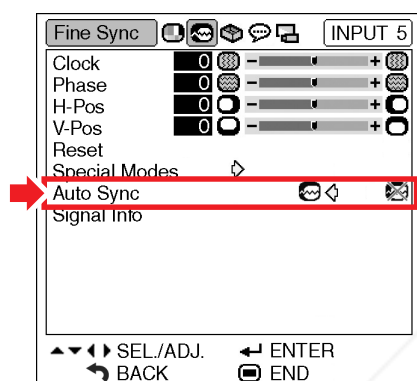 Fine Sync INPUT 5
Clock 0 − +
Phase 0 − +
H-Pos 0 − +
V-Pos 0 − +
Reset
Special Modes
Auto Sync
Signal Info
SEL./ADJ. ENTER
BACK END